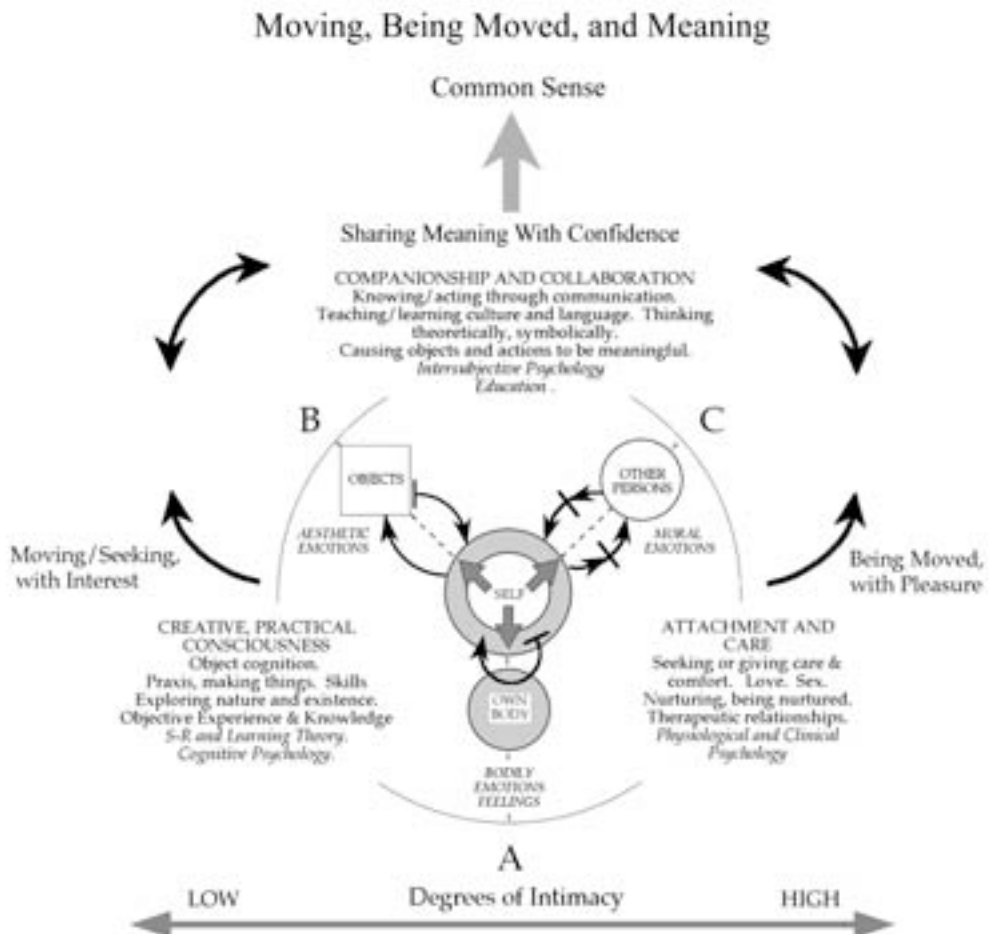 Moving, Being Moved, and Meaning
Common Sense
Sharing Meaning With Confidence
COMPANIONSHIP AND COLLABORATION
Knowing/acting through communication.
Teaching/learning culture and language. Thinking
theoretically, symbolically.
Causing objects and actions to be meaningful.
Intersubjective Psychology
Education .
B
C
OBJECTS
OTHER
PERSONS
AESTHETIC
EMOTIONS
MORAL
EMOTIONS
SELF
Moving/Seeking,
with Interest
Being Moved,
with Pleasure
CREATIVE, PRACTICAL
CONSCIOUSNESS
Object cognition.
Praxis, making things. Skills
Exploring nature and existence.
Objective Experience & Knowledge
S-R and Learning Theory.
Cognitive Psychology.
OWN
BODY
ATTACHMENT AND
CARE
Seeking or giving care &
comfort. Love. Sex.
Nurturing, being nurtured.
Therapeutic relationships.
Physiological and Clinical
Psychology
BODILY
EMOTIONS
FEELINGS
A
LOW
Degrees of Intimacy
HIGH